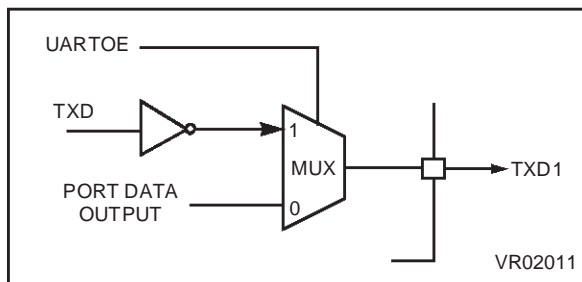 UARTOE
TXD
1
MUX
TXD1
PORT DATA
OUTPUT
0
VR02011